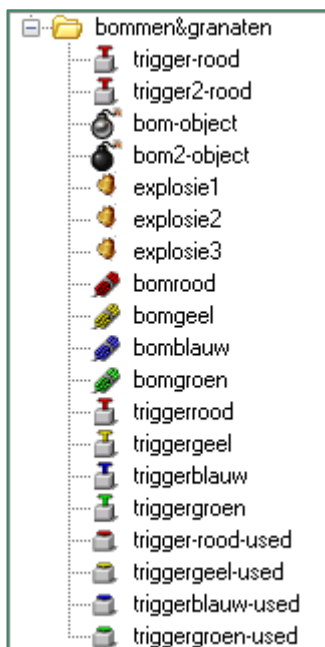 bommen&granaten
trigger-rood
trigger2-rood
bom-object
bom2-object
explosie1
explosie2
explosie3
bomrood
bomgeel
bomblauw
bomgroen
triggerrood
triggergeel
triggerblauw
triggergroen
trigger-rood-used
triggergeel-used
triggerblauw-used
triggergroen-used